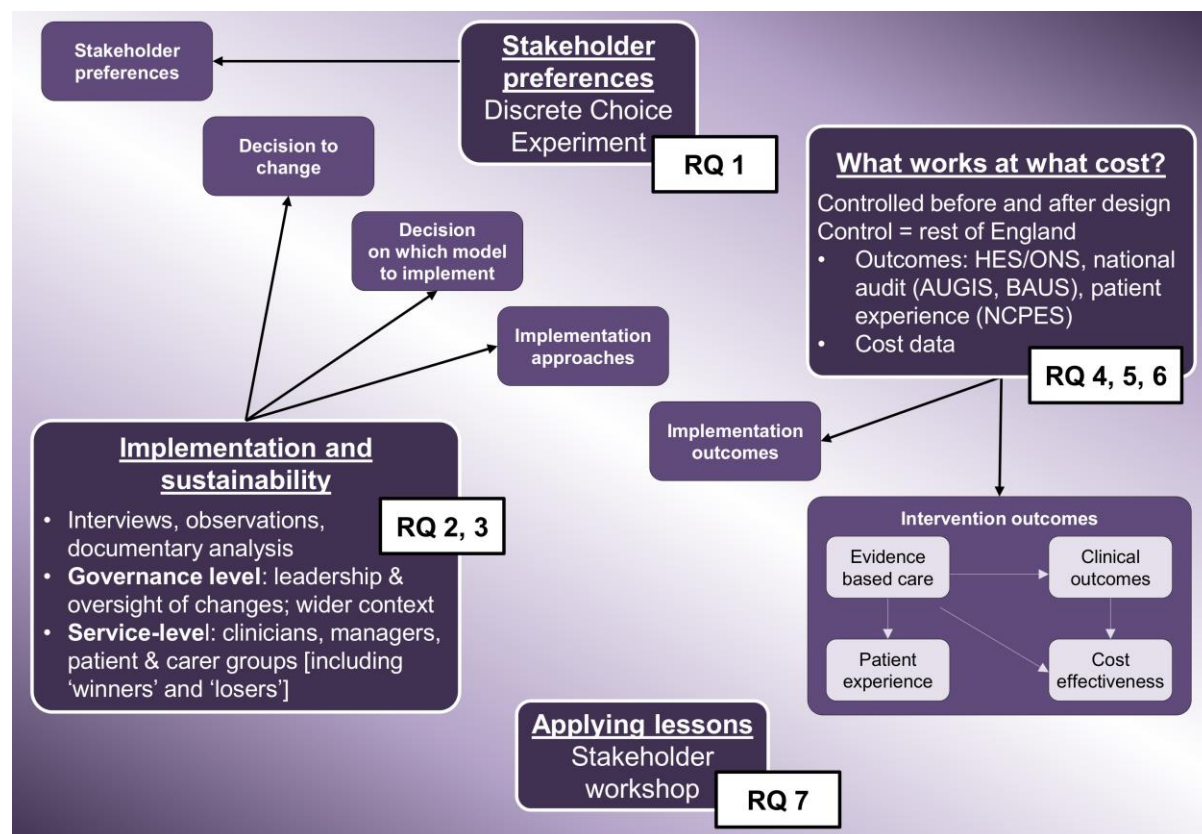 Stakeholder
preferences
Stakeholder
preferences
Discrete Choice
Experiment
RQ 1
Decision to
change
Decision
on which model
to implement
Implementation
approaches
What works at what cost?
Controlled before and after design
Control = rest of England
• Outcomes: HES/ONS, national
audit (AUGIS, BAUS), patient
experience (NCPES)
• Cost data
RQ 4, 5, 6
Implementation
outcomes
Implementation and
sustainability
• Interviews, observations,
documentary analysis
• Governance level: leadership &
oversight of changes; wider context
• Service-level: clinicians, managers,
patient & carer groups [including
‘winners’ and ‘losers’]
RQ 2, 3
Intervention outcomes
Evidence
based care
Clinical
outcomes
Patient
experience
Cost
effectiveness
Applying lessons
Stakeholder
workshop
RQ 7